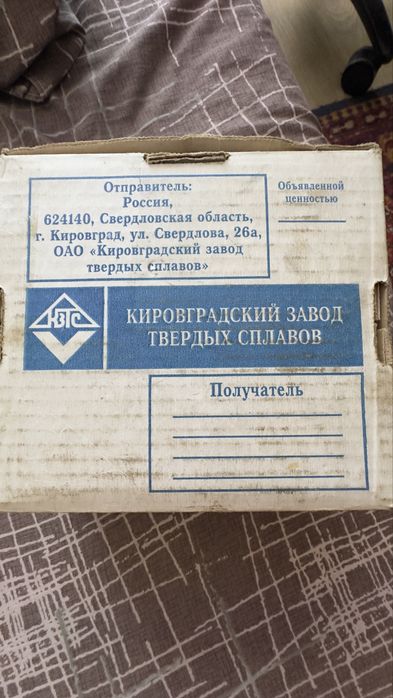 Отправитель:
Россия,
624140, Свердловская область,
г. Кировград, ул. Свердлова, 26а,
ОАО «Кировградский завод
твердых сплавов»
Объявленной
ценностью
КЗТС
КИРОВГРАДСКИЙ ЗАВОД
ТВЕРДЫХ СПЛАВОВ
Получатель